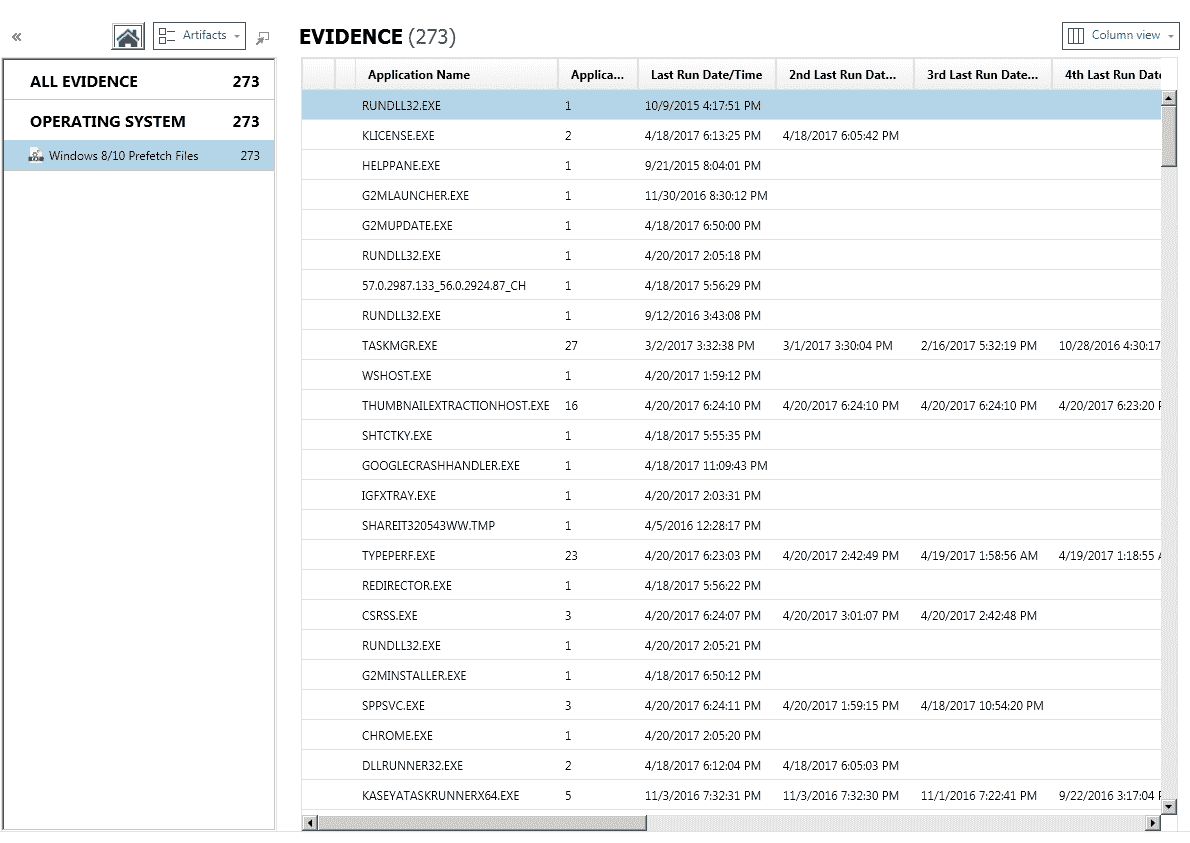 «
Artifacts
EVIDENCE (273)
Column view
ALL EVIDENCE 273
OPERATING SYSTEM 273
Windows 8/10 Prefetch Files 273
Application Name Applica... Last Run Date/Time 2nd Last Run Dat... 3rd Last Run Date... 4th Last Run Date
RUNDLL32.EXE 1 10/9/2015 4:17:51 PM
KLICENSE.EXE 2 4/18/2017 6:13:25 PM 4/18/2017 6:05:42 PM
HELPPANE.EXE 1 9/21/2015 8:04:01 PM
G2MLAUNCHER.EXE 1 11/30/2016 8:30:12 PM
G2MUPDATE.EXE 1 4/18/2017 6:50:00 PM
RUNDLL32.EXE 1 4/20/2017 2:05:18 PM
57.0.2987.133_56.0.2924.87_CH 1 4/18/2017 5:56:29 PM
RUNDLL32.EXE 1 9/12/2016 3:43:08 PM
TASKMGR.EXE 27 3/2/2017 3:32:38 PM 3/1/2017 3:30:04 PM 2/16/2017 5:32:19 PM 10/28/2016 4:30:17
WSHOST.EXE 1 4/20/2017 1:59:12 PM
THUMBNAILEXTRACTIONHOST.EXE 16 4/20/2017 6:24:10 PM 4/20/2017 6:24:10 PM 4/20/2017 6:24:10 PM 4/20/2017 6:23:20 P
SHTCTKY.EXE 1 4/18/2017 5:55:35 PM
GOOGLECRASHHANDLER.EXE 1 4/18/2017 11:09:43 PM
IGFXTRAY.EXE 1 4/20/2017 2:03:31 PM
SHAREIT320543WW.TMP 1 4/5/2016 12:28:17 PM
TYPEPERF.EXE 23 4/20/2017 6:23:03 PM 4/20/2017 2:42:49 PM 4/19/2017 1:58:56 AM 4/19/2017 1:18:55 A
REDIRECTOR.EXE 1 4/18/2017 5:56:22 PM
CSRSS.EXE 3 4/20/2017 6:24:07 PM 4/20/2017 3:01:07 PM 4/20/2017 2:42:48 PM
RUNDLL32.EXE 1 4/20/2017 2:05:21 PM
G2MINSTALLER.EXE 1 4/18/2017 6:50:12 PM
SPPSVC.EXE 3 4/20/2017 6:24:11 PM 4/20/2017 1:59:15 PM 4/18/2017 10:54:20 PM
CHROME.EXE 1 4/20/2017 2:05:20 PM
DLLRUNNER32.EXE 2 4/18/2017 6:12:04 PM 4/18/2017 6:05:03 PM
KASEYATASKRUNNERX64.EXE 5 11/3/2016 7:32:31 PM 11/3/2016 7:32:30 PM 11/1/2016 7:22:41 PM 9/22/2016 3:17:04 P